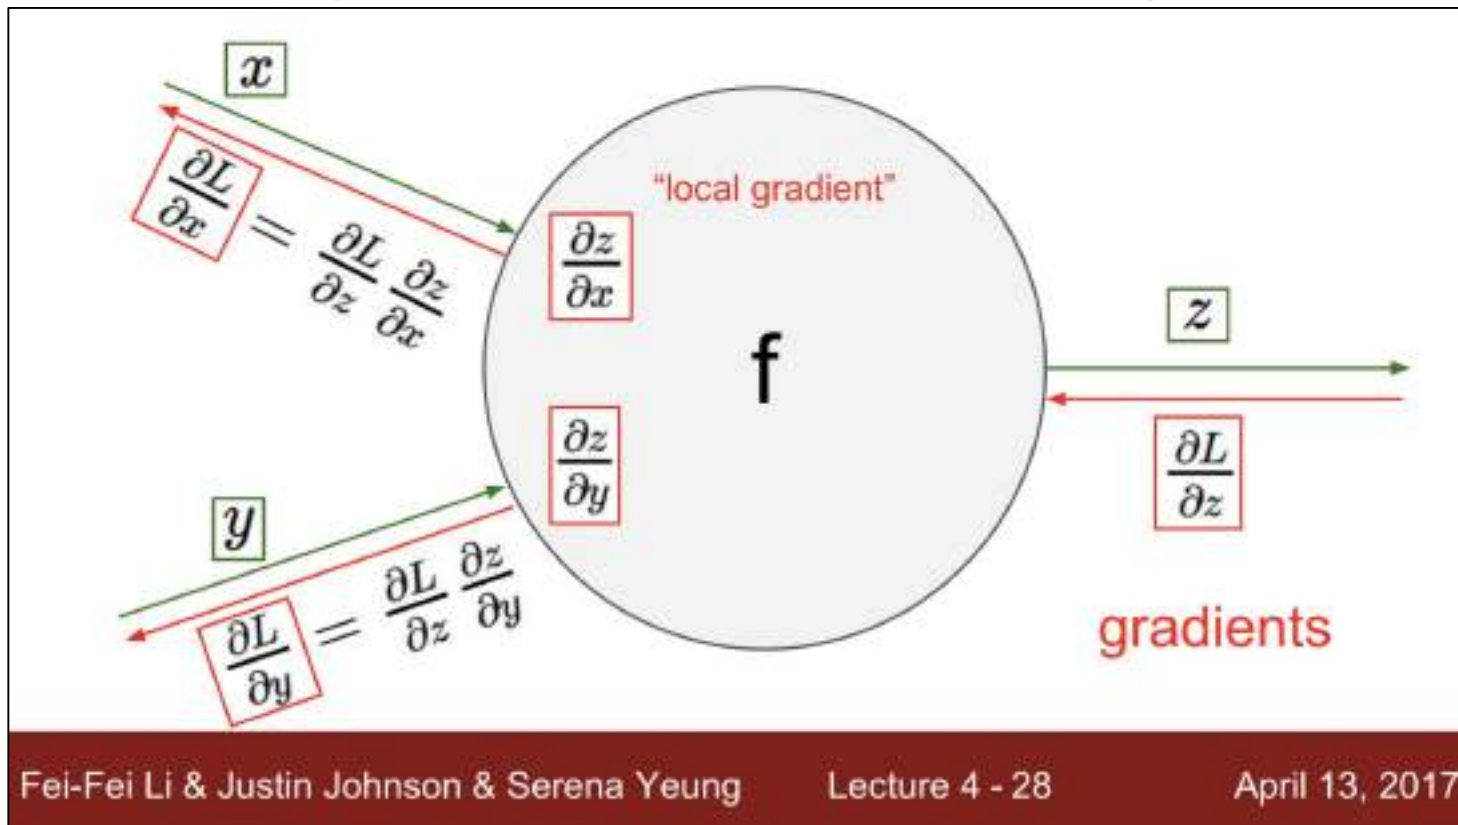 x
∂L/∂x = ∂L/∂z ∂z/∂x
"local gradient"
∂z/∂x
f
z
∂L/∂z
∂z/∂y
y
∂L/∂y = ∂L/∂z ∂z/∂y
gradients
Fei-Fei Li & Justin Johnson & Serena Yeung Lecture 4 - 28 April 13, 2017